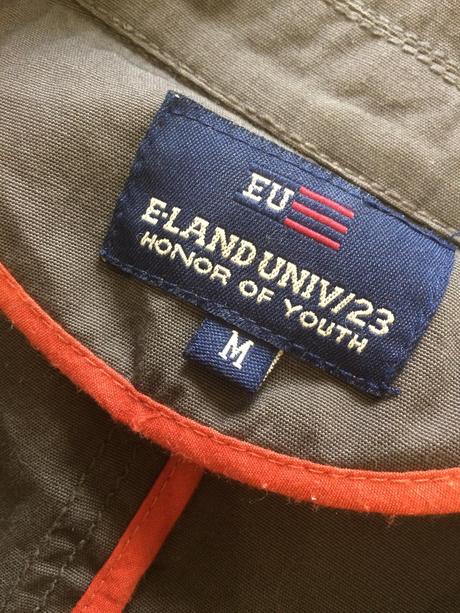 EU
E·LAND UNIV/23
HONOR OF YOUTH
M